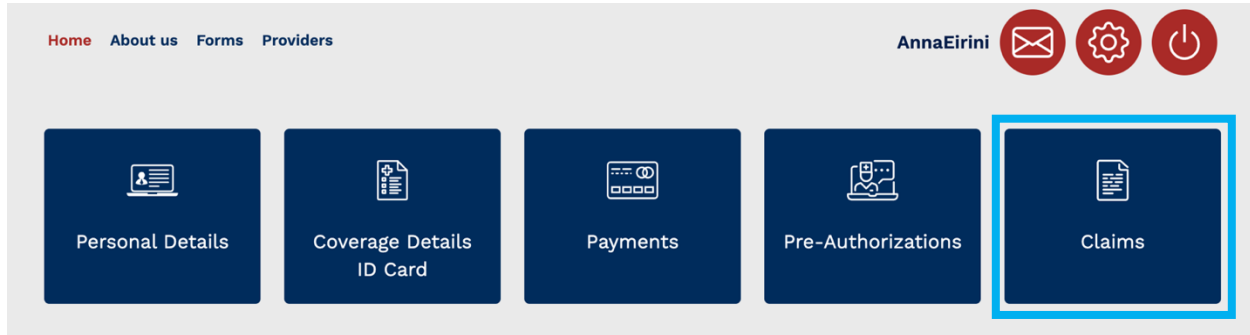 Home About us Forms Providers
AnnaEirini
Personal Details
Coverage Details
ID Card
Payments
Pre-Authorizations
Claims